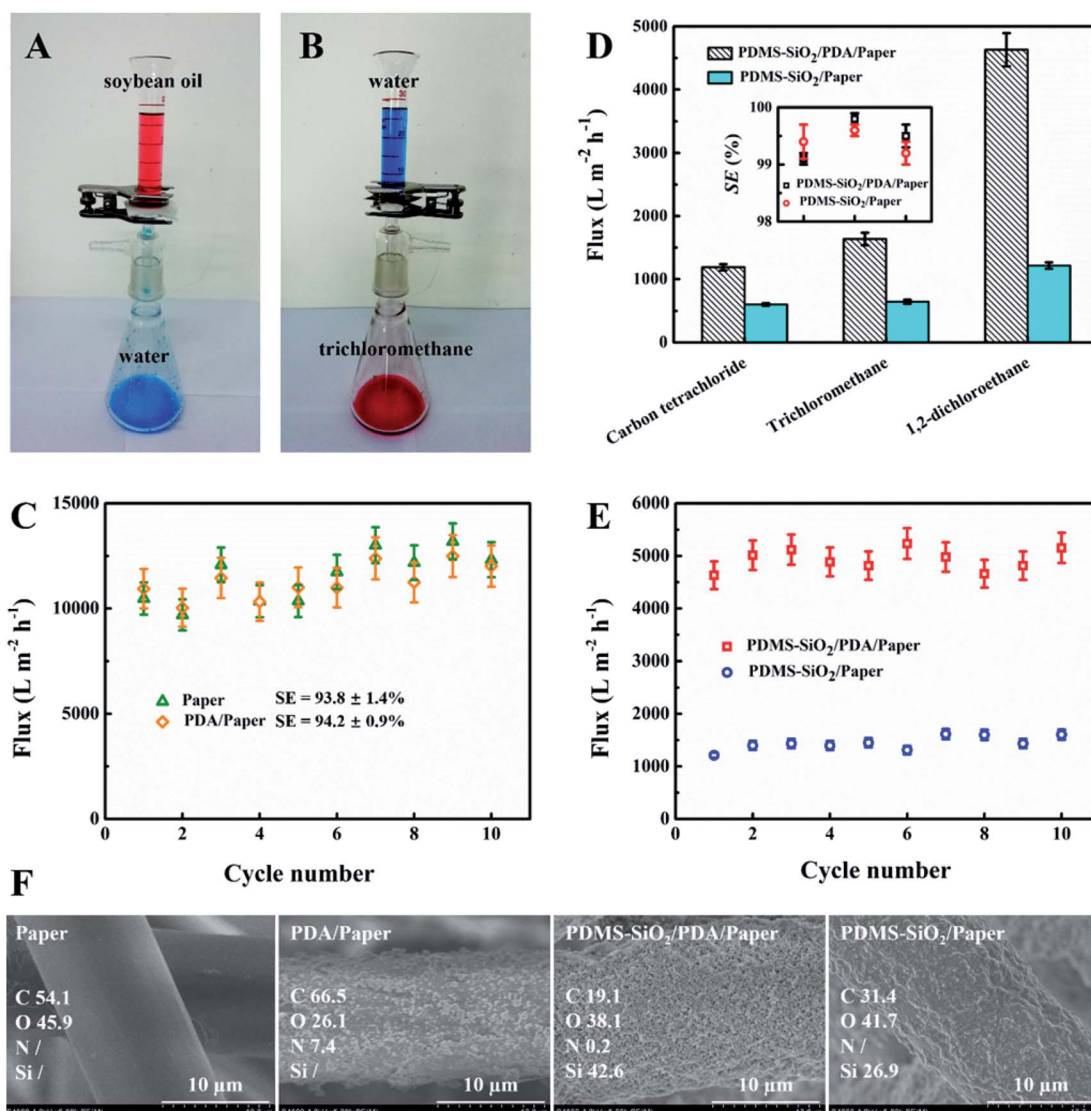 A
soybean oil
water
B
water
30
20
10
trichloromethane
D
5000
4000
3000
2000
1000
0
Flux (L m⁻² h⁻¹)
PDMS-SiO₂/PDA/Paper
PDMS-SiO₂/Paper
100
99
98
SE (%)
PDMS-SiO₂/PDA/Paper
PDMS-SiO₂/Paper
Carbon tetrachloride
Trichloromethane
1,2-dichloroethane
C
15000
10000
5000
0
Flux (L m⁻² h⁻¹)
Paper SE = 93.8 ± 1.4%
PDA/Paper SE = 94.2 ± 0.9%
0 2 4 6 8 10
Cycle number
E
6000
5000
4000
3000
2000
1000
0
Flux (L m⁻² h⁻¹)
PDMS-SiO₂/PDA/Paper
PDMS-SiO₂/Paper
0 2 4 6 8 10
Cycle number
F
Paper
C 54.1
O 45.9
N /
Si /
10 μm
PDA/Paper
C 66.5
O 26.1
N 7.4
Si /
10 μm
PDMS-SiO₂/PDA/Paper
C 19.1
O 38.1
N 0.2
Si 42.6
10 μm
PDMS-SiO₂/Paper
C 31.4
O 41.7
N /
Si 26.9
10 μm